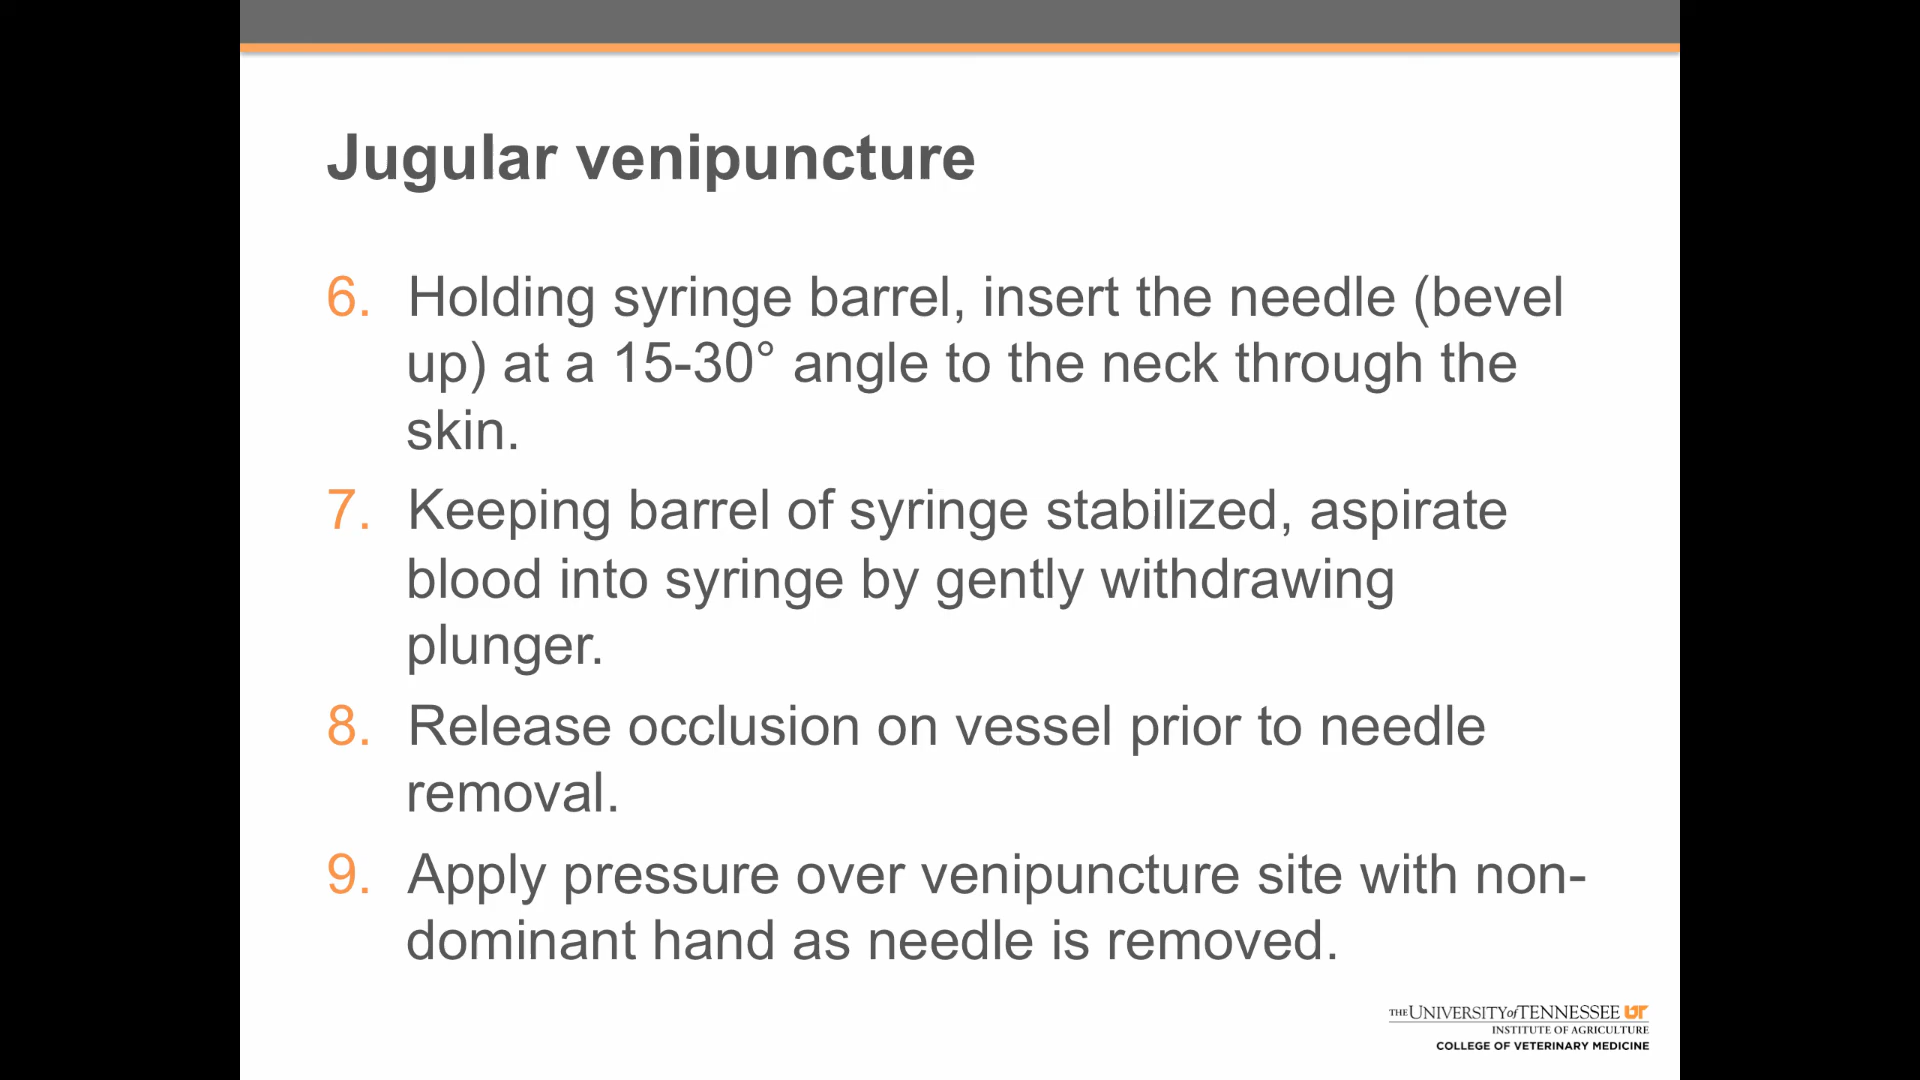 Jugular venipuncture
6. Holding syringe barrel, insert the needle (bevel
up) at a 15-30° angle to the neck through the
skin.
7. Keeping barrel of syringe stabilized, aspirate
blood into syringe by gently withdrawing
plunger.
8. Release occlusion on vessel prior to needle
removal.
9. Apply pressure over venipuncture site with non-
dominant hand as needle is removed.
THE UNIVERSITY of TENNESSEE UT
INSTITUTE OF AGRICULTURE
COLLEGE OF VETERINARY MEDICINE